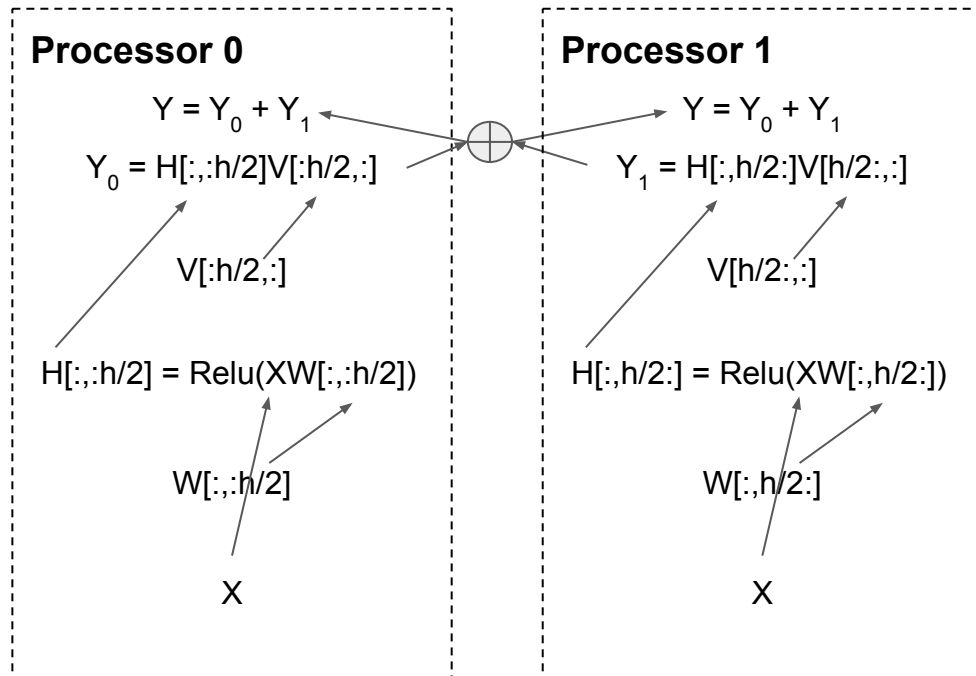 Processor 0
Y = Y0 + Y1
Y0 = H[:,:h/2]V[:h/2,:]
V[:h/2,:]
H[:,:h/2] = Relu(XW[:,:h/2])
W[:,:h/2]
X
Processor 1
Y = Y0 + Y1
Y1 = H[:,h/2:]V[h/2:,:]
V[h/2:,:]
H[:,h/2:] = Relu(XW[:,h/2:])
W[:,h/2:]
X